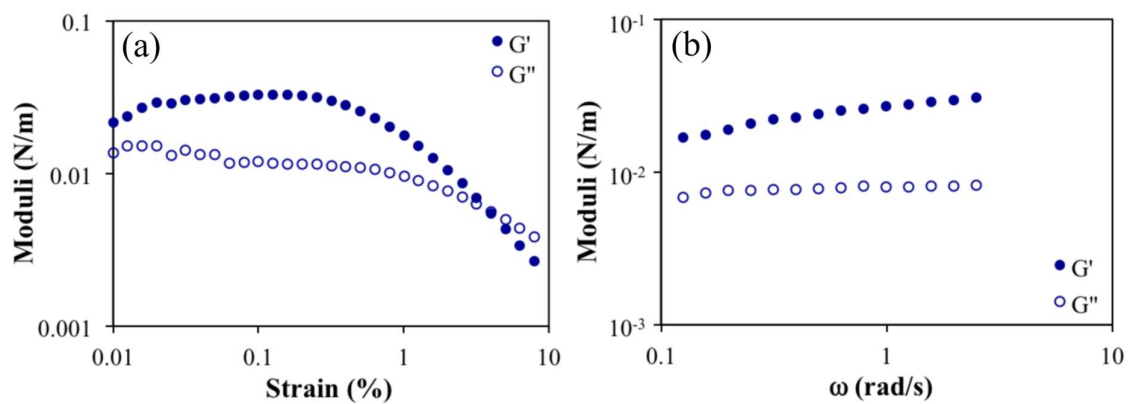 (a)
G'
G"
0.1
0.01
0.001
Moduli (N/m)
0.01 0.1 1 10
Strain (%)
(b)
10-1
10-2
10-3
Moduli (N/m)
G'
G"
0.1 1 10
ω (rad/s)